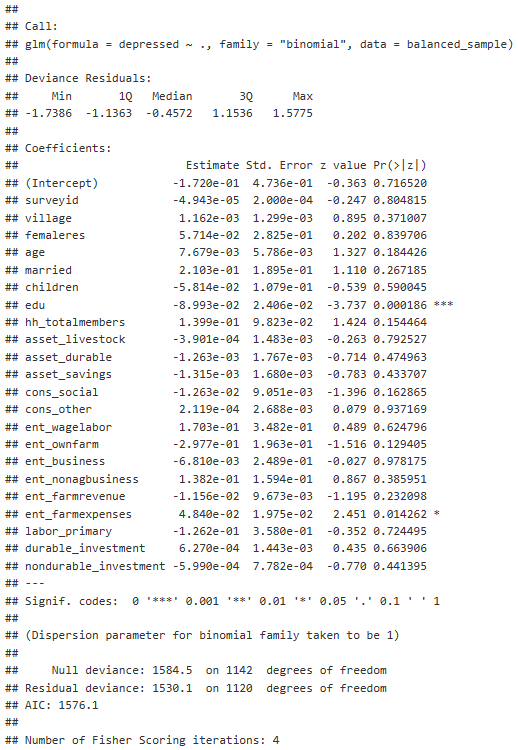 ##
## Call:
## glm(formula = depressed ~ ., family = "binomial", data = balanced_sample)
##
## Deviance Residuals:
##     Min       1Q   Median       3Q      Max
## -1.7386  -1.1363  -0.4572   1.1536   1.5775
##
## Coefficients:
##                         Estimate Std. Error z value Pr(>|z|)
## (Intercept)           -1.720e-01  4.736e-01  -0.363 0.716520
## surveyid              -4.943e-05  2.000e-04  -0.247 0.804815
## village                1.162e-03  1.299e-03   0.895 0.371007
## femaleres              5.714e-02  2.825e-01   0.202 0.839706
## age                    7.679e-03  5.786e-03   1.327 0.184426
## married                2.103e-01  1.895e-01   1.110 0.267185
## children              -5.814e-02  1.079e-01  -0.539 0.590045
## edu                   -8.993e-02  2.406e-02  -3.737 0.000186 ***
## hh_totalmembers        1.399e-01  9.823e-02   1.424 0.154464
## asset_livestock       -3.901e-04  1.483e-03  -0.263 0.792527
## asset_durable         -1.263e-03  1.767e-03  -0.714 0.474963
## asset_savings         -1.315e-03  1.680e-03  -0.783 0.433707
## cons_social           -1.263e-02  9.051e-03  -1.396 0.162865
## cons_other             2.119e-04  2.688e-03   0.079 0.937169
## ent_wagelabor          1.703e-01  3.482e-01   0.489 0.624796
## ent_ownfarm           -2.977e-01  1.963e-01  -1.516 0.129405
## ent_business          -6.810e-03  2.489e-01  -0.027 0.978175
## ent_nonagbusiness      1.382e-01  1.594e-01   0.867 0.385951
## ent_farmrevenue       -1.156e-02  9.673e-03  -1.195 0.232098
## ent_farmexpenses       4.840e-02  1.975e-02   2.451 0.014262 *
## labor_primary         -1.262e-01  3.580e-01  -0.352 0.724495
## durable_investment     6.270e-04  1.443e-03   0.435 0.663906
## nondurable_investment -5.990e-04  7.782e-04  -0.770 0.441395
## ---
## Signif. codes:  0 '***' 0.001 '**' 0.01 '*' 0.05 '.' 0.1 ' ' 1
##
## (Dispersion parameter for binomial family taken to be 1)
##
##     Null deviance: 1584.5  on 1142  degrees of freedom
## Residual deviance: 1530.1  on 1120  degrees of freedom
## AIC: 1576.1
##
## Number of Fisher Scoring iterations: 4